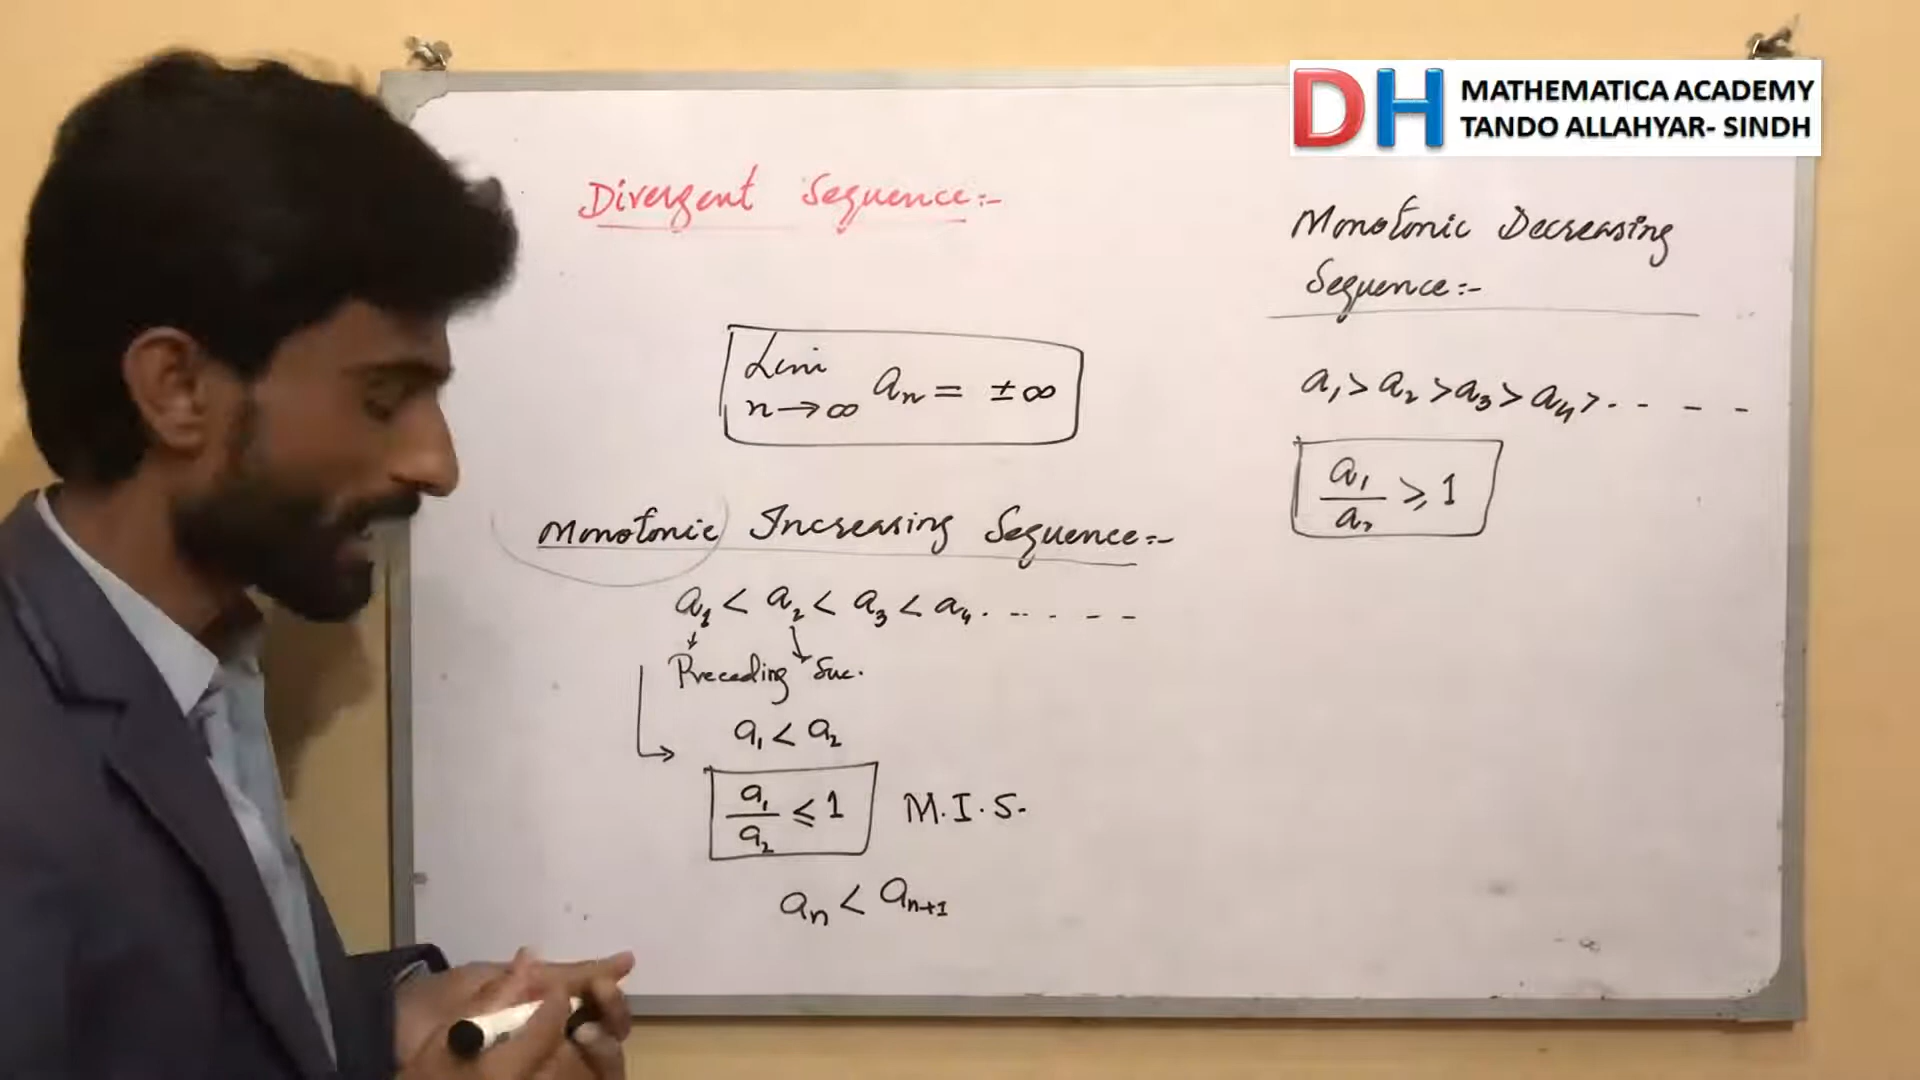 DH MATHEMATICA ACADEMY
TANDO ALLAHYAR- SINDH
Divergent Sequence:-
Lim n→∞ aₙ = ±∞
Monotonic Increasing Sequence:-
a₁ < a₂ < a₃ < a₄. - - - - -
Preceding Suc.
a₁ < a₂
a₁/a₂ ≤ 1 M.I.S.
aₙ < aₙ₊₁
Monotonic Decreasing
Sequence:-
a₁ > a₂ > a₃ > a₄ > . - - - -
a₁/a₂ ≥ 1